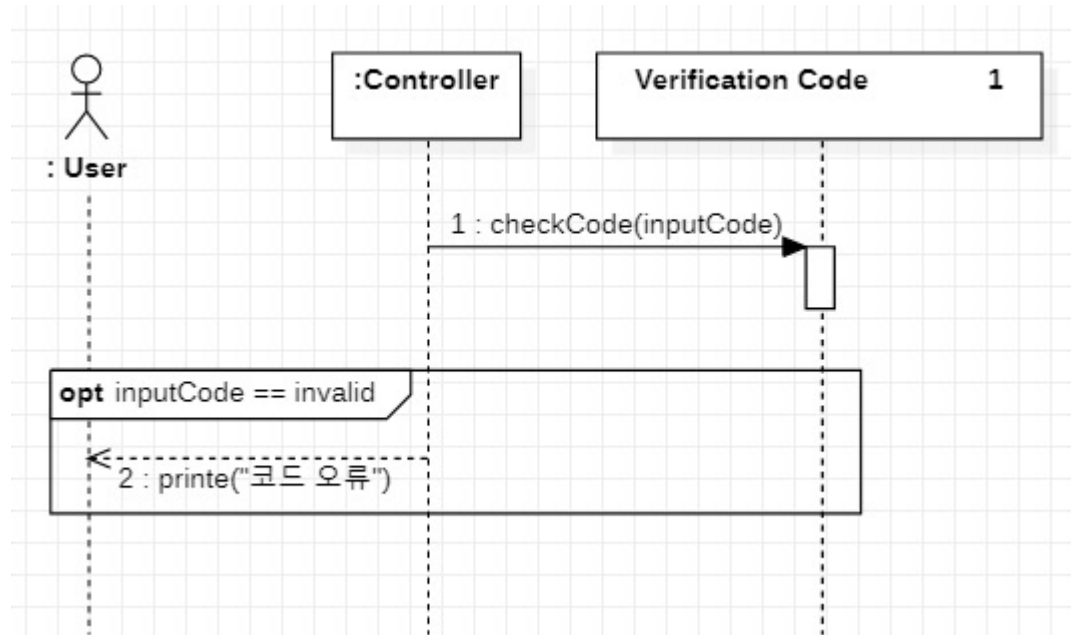 :Controller
Verification Code 1
: User
1 : checkCode(inputCode)
opt inputCode == invalid
2 : printe("코드 오류")